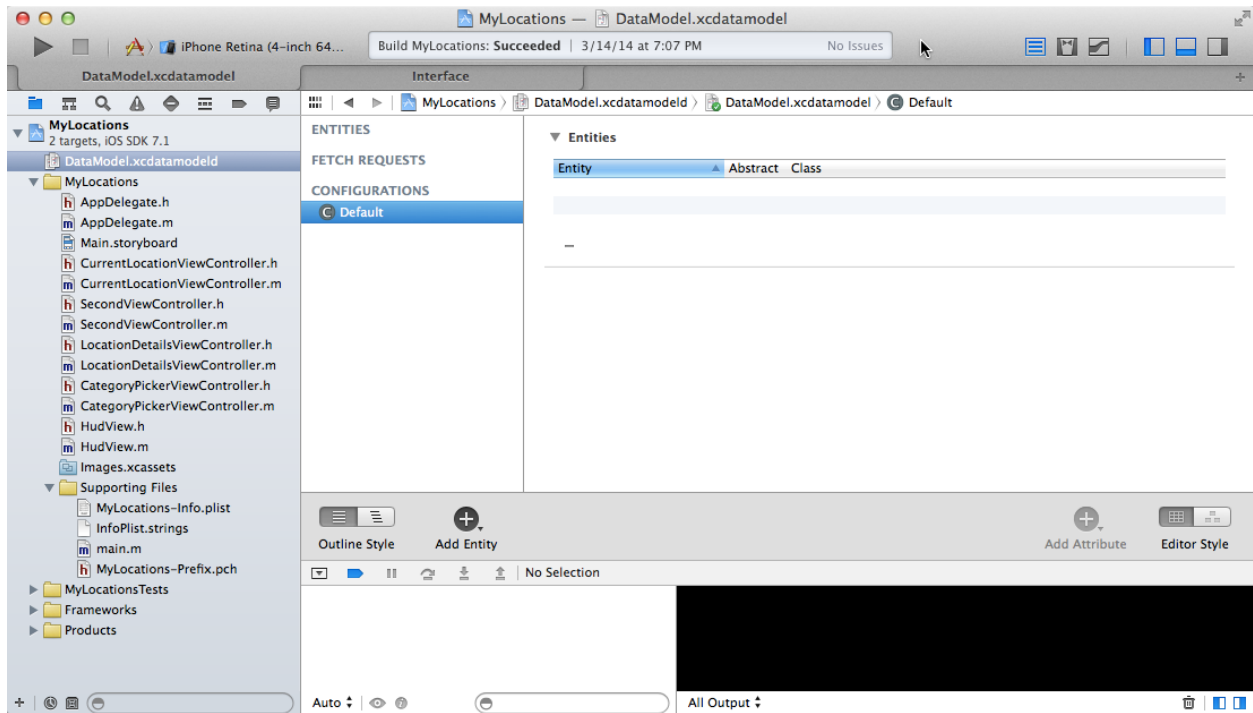 MyLocations — DataModel.xcdatamodel
iPhone Retina (4-inch 64...
Build MyLocations: Succeeded | 3/14/14 at 7:07 PM
No Issues
DataModel.xcdatamodel
Interface
MyLocations
2 targets, iOS SDK 7.1
DataModel.xcdatamodeld
MyLocations
AppDelegate.h
AppDelegate.m
Main.storyboard
CurrentLocationViewController.h
CurrentLocationViewController.m
SecondViewController.h
SecondViewController.m
LocationDetailsViewController.h
LocationDetailsViewController.m
CategoryPickerViewController.h
CategoryPickerViewController.m
HudView.h
HudView.m
Images.xcassets
Supporting Files
MyLocations-Info.plist
InfoPlist.strings
main.m
MyLocations-Prefix.pch
MyLocationsTests
Frameworks
Products
MyLocations DataModel.xcdatamodeld DataModel.xcdatamodel C Default
ENTITIES
FETCH REQUESTS
CONFIGURATIONS
C Default
Entities
Entity Abstract Class
Outline Style
Add Entity
Add Attribute
Editor Style
No Selection
Auto
All Output